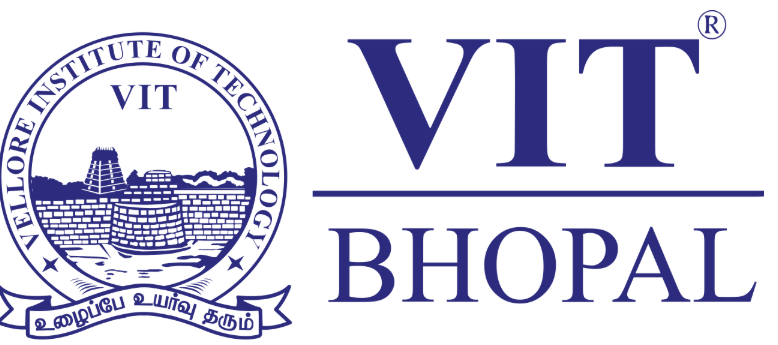 VELLORE INSTITUTE OF TECHNOLOGY
VIT
உழைப்பே உயர்வு தரும்
VIT®
BHOPAL